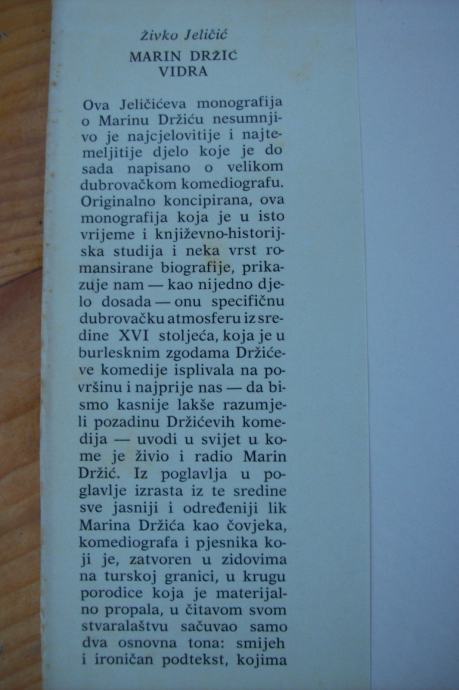 Živko Jeličić
MARIN DRŽIĆ
VIDRA
Ova Jeličićeva monografija
o Marinu Držiću nesumnji-
vo je najcjelovitije i najte-
meljitije djelo koje je do
sada napisano o velikom
dubrovačkom komediografu.
Originalno koncipirana, ova
monografija koja je u isto
vrijeme i književno-historij-
ska studija i neka vrst ro-
mansirane biografije, prika-
zuje nam — kao nijedno dje-
lo dosada — onu specifičnu
dubrovačku atmosferu iz sre-
dine XVI stoljeća, koja je u
burlesknim zgodama Držiće-
ve komedije isplivala na po-
vršinu i najprije nas — da bi-
smo kasnije lakše razumje-
li pozadinu Držićevih kome-
dija — uvodi u svijet u ko-
me je živio i radio Marin
Držić. Iz poglavlja u po-
glavlje izrasta iz te sredine
sve jasniji i određeniji lik
Marina Držića kao čovjeka,
komediografa i pjesnika ko-
ji je, zatvoren u zidovima
na turskoj granici, u krugu
porodice koja je materijal-
no propala, u čitavom svom
stvaralaštvu sačuvao samo
dva osnovna tona: smijeh
i ironičan podtekst, kojima